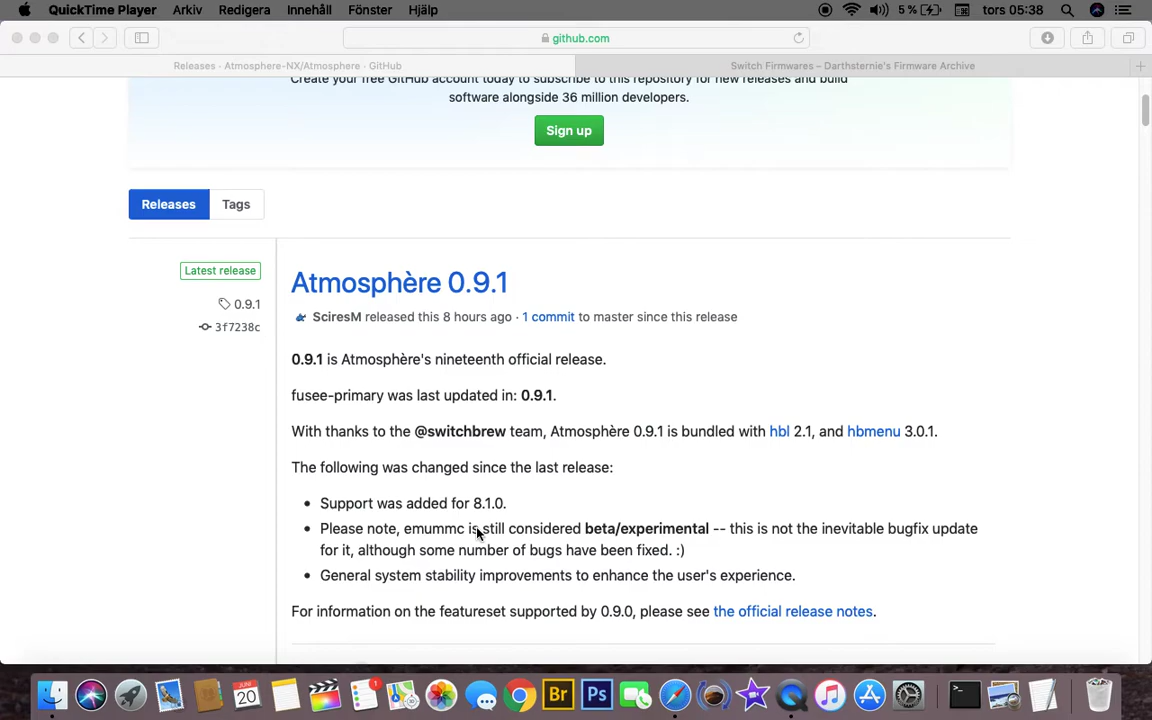 QuickTime Player Arkiv Redigera Innehåll Fönster Hjälp 5 % tors 05:38
github.com
Releases · Atmosphere-NX/Atmosphere · GitHub Switch Firmwares – Darthsternie's Firmware Archive
Create your free GitHub account today to subscribe to this repository for new releases and build
software alongside 36 million developers.
Sign up
Releases Tags
Latest release
Atmosphère 0.9.1
0.9.1
SciresM released this 8 hours ago · 1 commit to master since this release
3f7238c
0.9.1 is Atmosphère's nineteenth official release.
fusee-primary was last updated in: 0.9.1.
With thanks to the @switchbrew team, Atmosphère 0.9.1 is bundled with hbl 2.1, and hbmenu 3.0.1.
The following was changed since the last release:
• Support was added for 8.1.0.
• Please note, emummc is still considered beta/experimental -- this is not the inevitable bugfix update
for it, although some number of bugs have been fixed. :)
• General system stability improvements to enhance the user's experience.
For information on the featureset supported by 0.9.0, please see the official release notes.
JUNI
20
1
Br
Ps